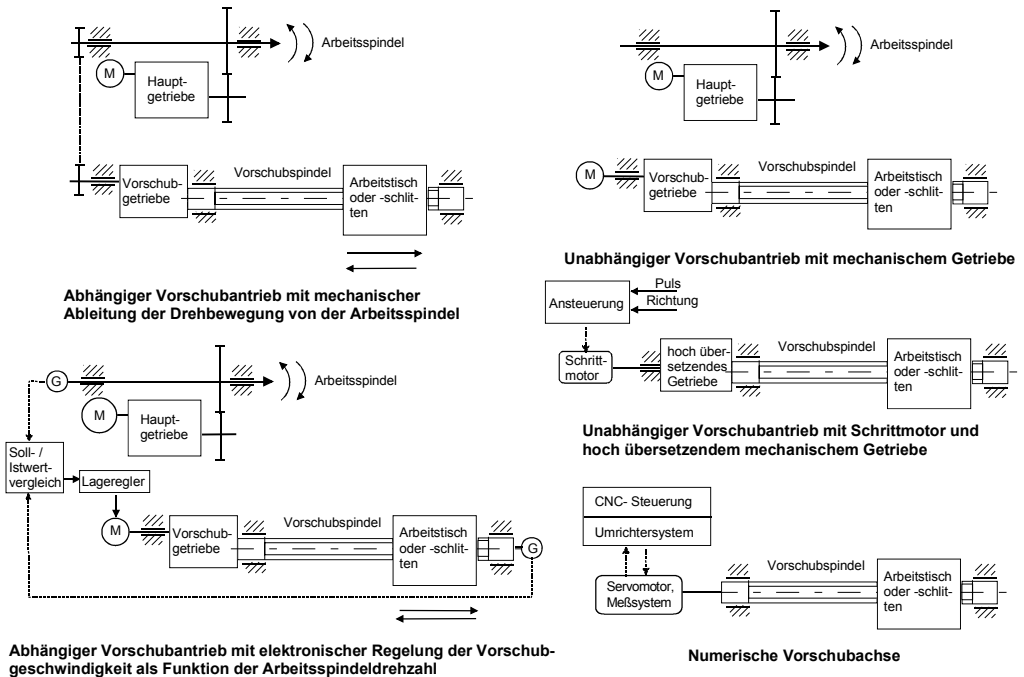 Arbeitsspindel
M
Haupt-
getriebe
Vorschub-
getriebe
Vorschubspindel
Arbeitstisch
oder -schlit-
ten
Abhängiger Vorschubantrieb mit mechanischer
Ableitung der Drehbewegung von der Arbeitsspindel
Arbeitsspindel
M
Haupt-
getriebe
M
Vorschub-
getriebe
Vorschubspindel
Arbeitstisch
oder -schlit-
ten
Unabhängiger Vorschubantrieb mit mechanischem Getriebe
Ansteuerung
Puls
Richtung
Schritt-
motor
hoch über-
setzendes
Getriebe
Vorschubspindel
Arbeitstisch
oder -schlit-
ten
Unabhängiger Vorschubantrieb mit Schrittmotor und
hoch übersetzendem mechanischem Getriebe
G
Arbeitsspindel
M
Haupt-
getriebe
Soll- /
Istwert-
vergleich
Lageregler
M
Vorschub-
getriebe
Vorschubspindel
Arbeitstisch
oder -schlit-
ten
G
Abhängiger Vorschubantrieb mit elektronischer Regelung der Vorschub-
geschwindigkeit als Funktion der Arbeitsspindeldrehzahl
CNC- Steuerung
Umrichtersystem
Servomotor,
Meßsystem
Vorschubspindel
Arbeitstisch
oder -schlit-
ten
Numerische Vorschubachse